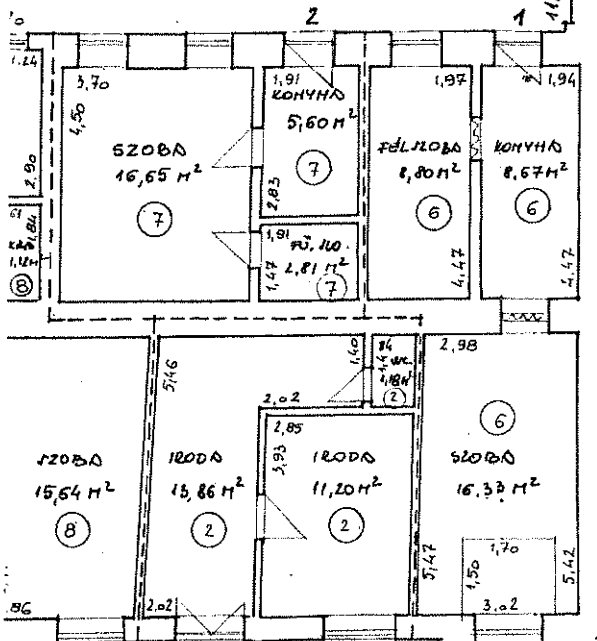 2
1
1.24
3,70
4,50
SZOBA
16,65 M²
7
1,91
KONYHA
5,60 M²
7
2,83
1,97
FÉLSZOBA
8,80 M²
6
4,47
1,94
KONYHA
8,67 M²
6
4,47
2.90
1,84
1,12 M
8
1,91
FÜ. SZO.
2,81 M²
7
1,47
5,46
1,40
84
WC.
2
2,98
6
SZOBA
16.33 M²
2,02
2,85
3,93
SZOBA
15,64 M²
8
IRODA
13,86 M²
2
IRODA
11,20 M²
2
5,47
1,70
1,50
5,42
.86
2,02
3,02